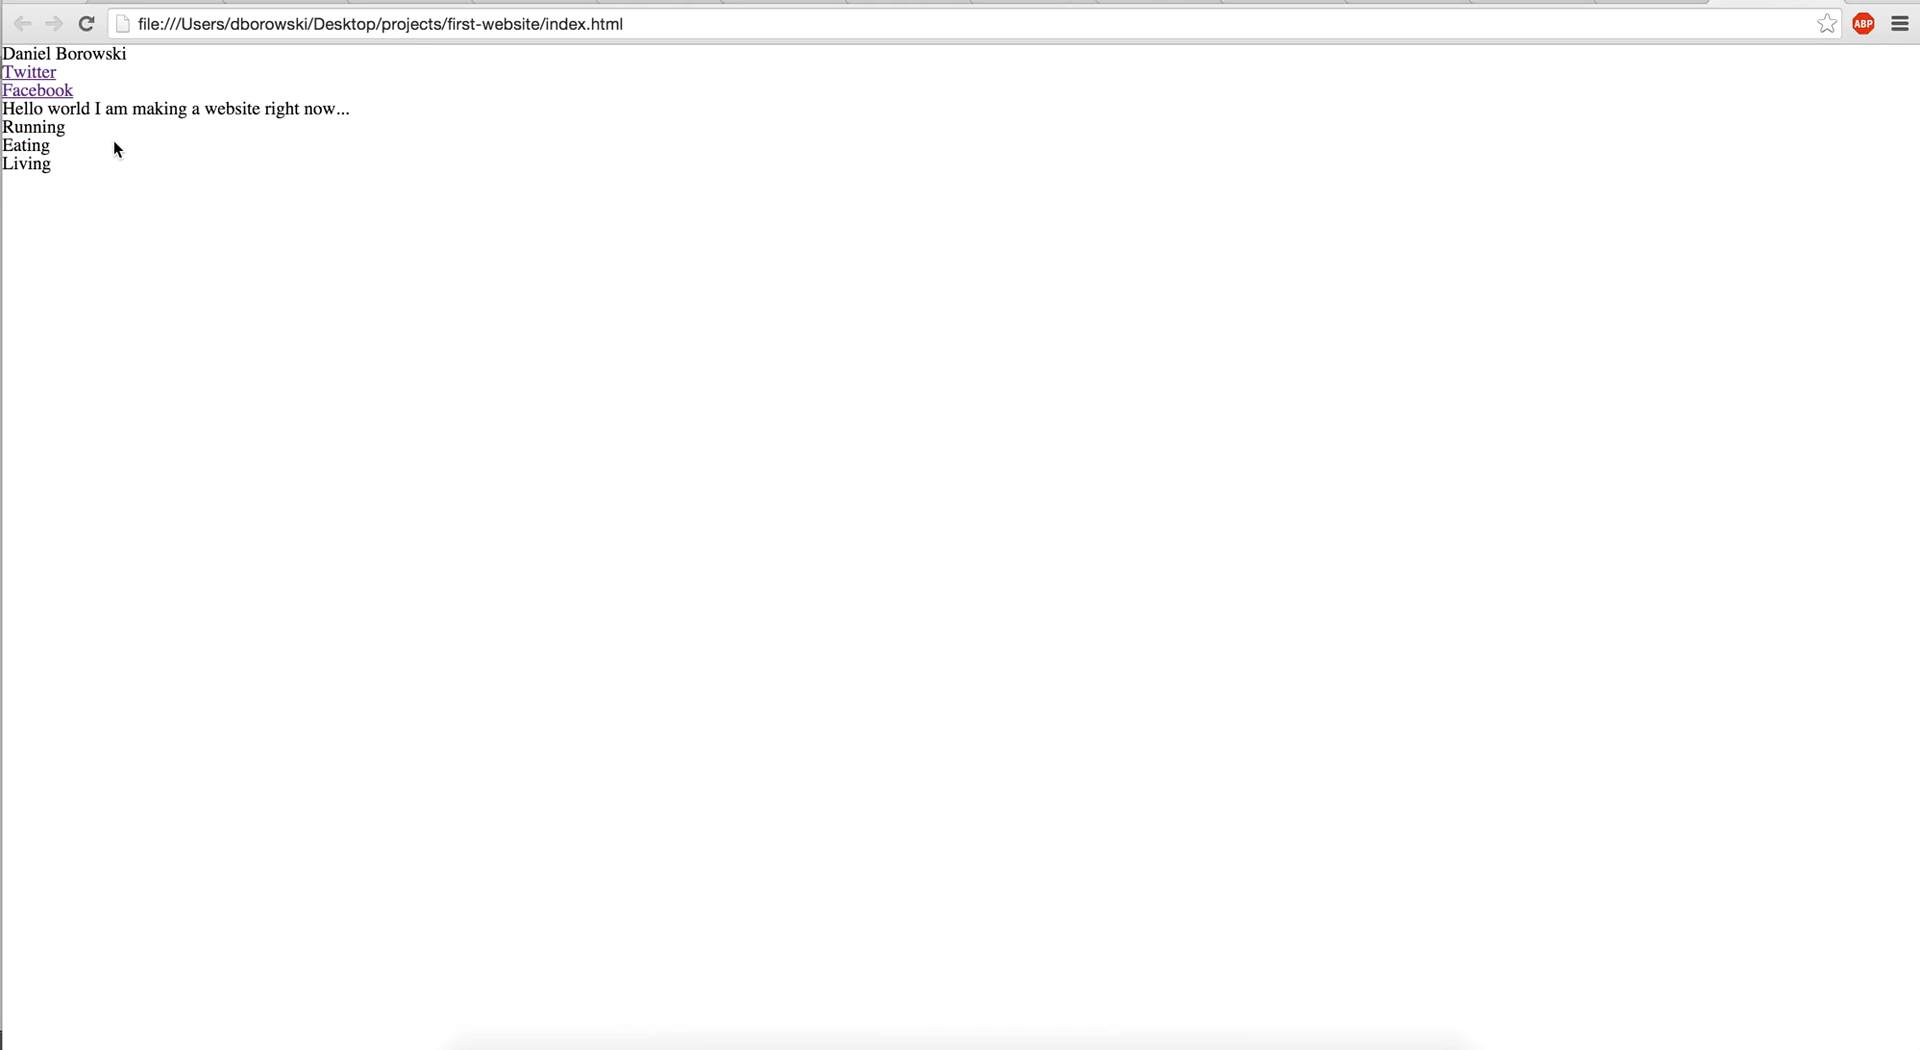 file:///Users/dborowski/Desktop/projects/first-website/index.html
ABP
Daniel Borowski
Twitter
Facebook
Hello world I am making a website right now...
Running
Eating
Living